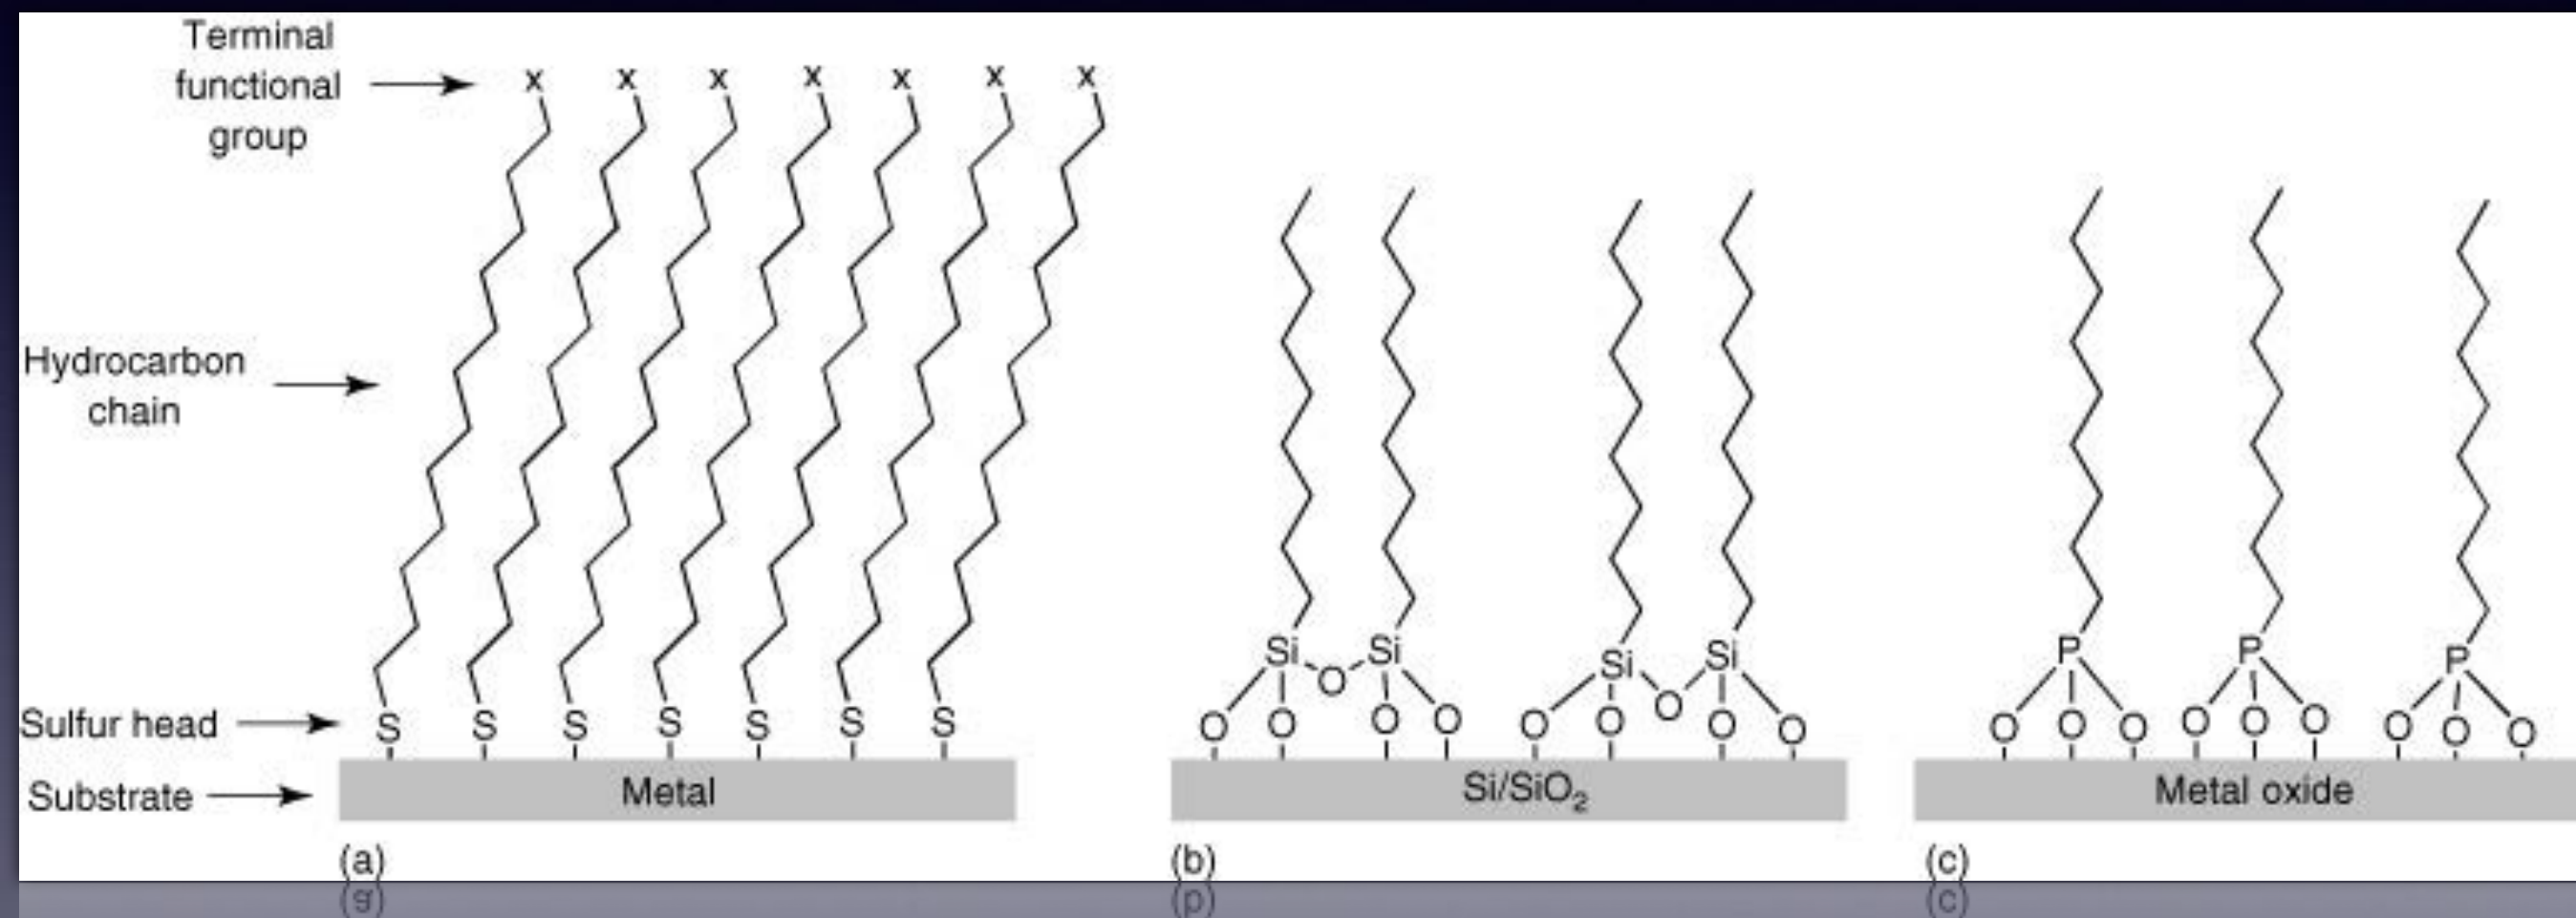 Terminal
functional
group
x x x x x x x
Hydrocarbon
chain
Sulfur head
S S S S S S S
Substrate
Metal
(a)
Si O Si Si O Si
O O O O O O O O
Si/SiO₂
(b)
P P P
O O O O O O O O O
Metal oxide
(c)